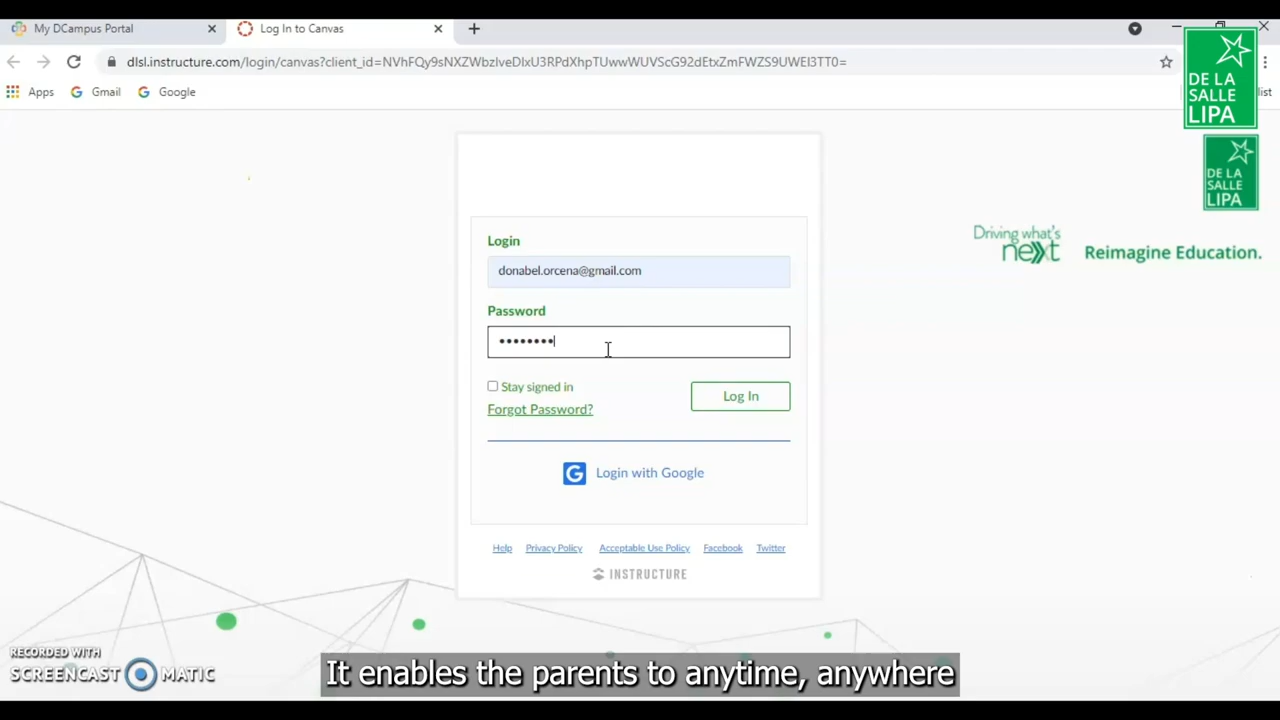 My DCampus Portal
Log In to Canvas
dlsl.instructure.com/login/canvas?client_id=NVhFQy9sNXZWbzlveDlxU3RPdXhpTUwwWUVScG92dEtxZmFWZS9UWEl3TT0=
Apps
Gmail
Google
list
DE LA
SALLE
LIPA
DE LA
SALLE
LIPA
Driving what's
next
Reimagine Education.
Login
donabel.orcena@gmail.com
Password
Stay signed in
Forgot Password?
Log In
Login with Google
Help
Privacy Policy
Acceptable Use Policy
Facebook
Twitter
INSTRUCTURE
RECORDED WITH
SCREENCAST MATIC
It enables the parents to anytime, anywhere